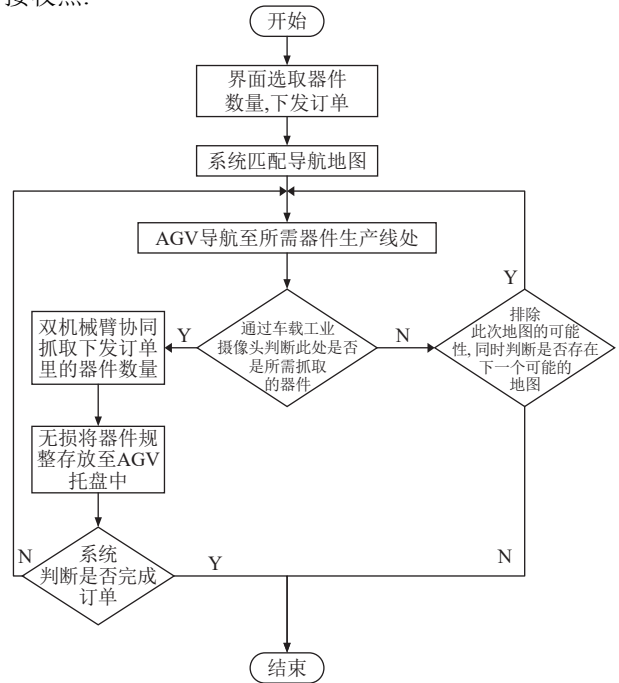 开始
界面选取器件
数量,下发订单
系统匹配导航地图
AGV导航至所需器件生产线处
Y
双机械臂协同
抓取下发订单
里的器件数量
Y
通过车载工业
摄像头判断此处是否
是所需抓取
的器件
N
排除
此次地图的可能
性, 同时判断是否存在
下一个可能的
地图
无损将器件规
整存放至AGV
托盘中
N
系统
判断是否完成
订单
Y
N
结束